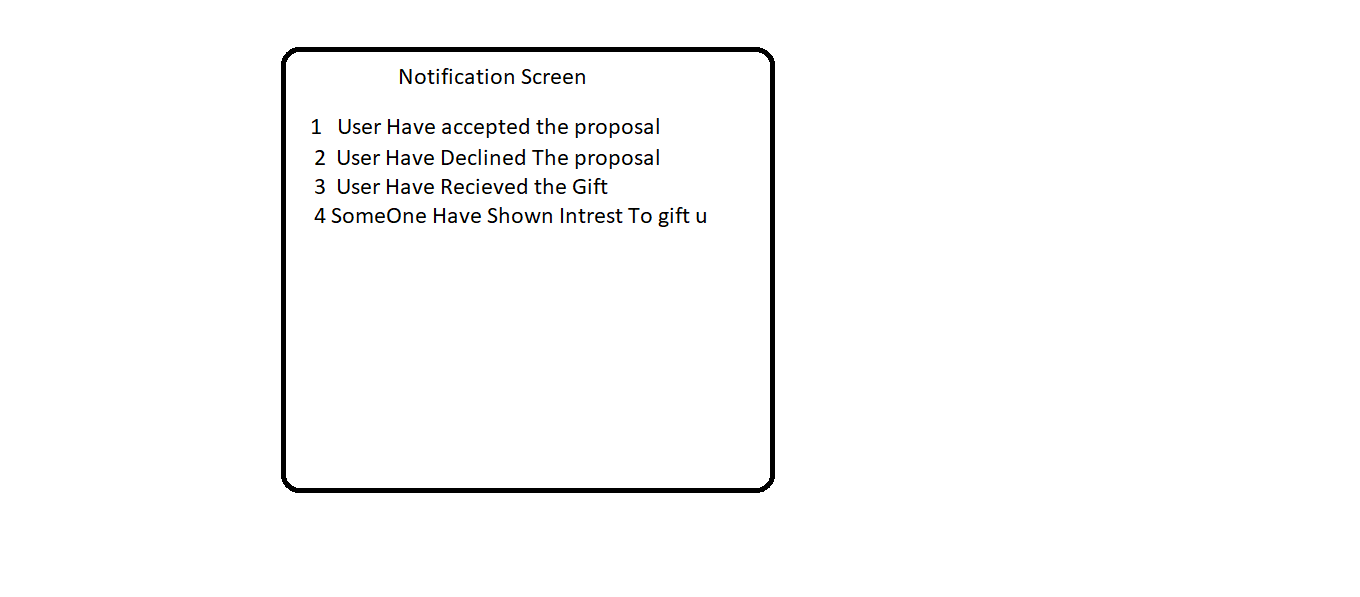 Notification Screen
1 User Have accepted the proposal
2 User Have Declined The proposal
3 User Have Recieved the Gift
4 SomeOne Have Shown Intrest To gift u